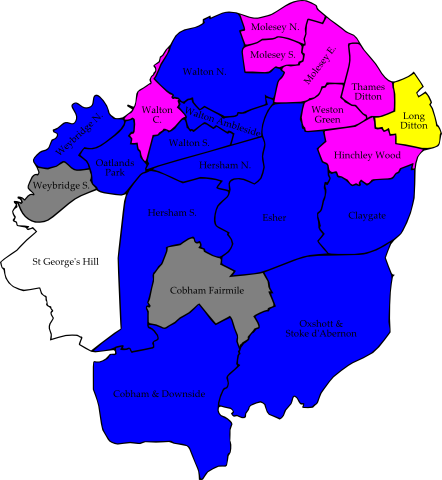 Molesey N.
Molesey S.
Molesey E.
Walton N.
Thames
Ditton
Walton
C.
Walton Ambleside
Weston
Green
Long
Ditton
Weybridge N.
Walton S.
Hinchley Wood
Oatlands
Park
Hersham N.
Weybridge S.
Hersham S.
Esher
Claygate
St George's Hill
Cobham Fairmile
Oxshott &
Stoke d'Abernon
Cobham & Downside